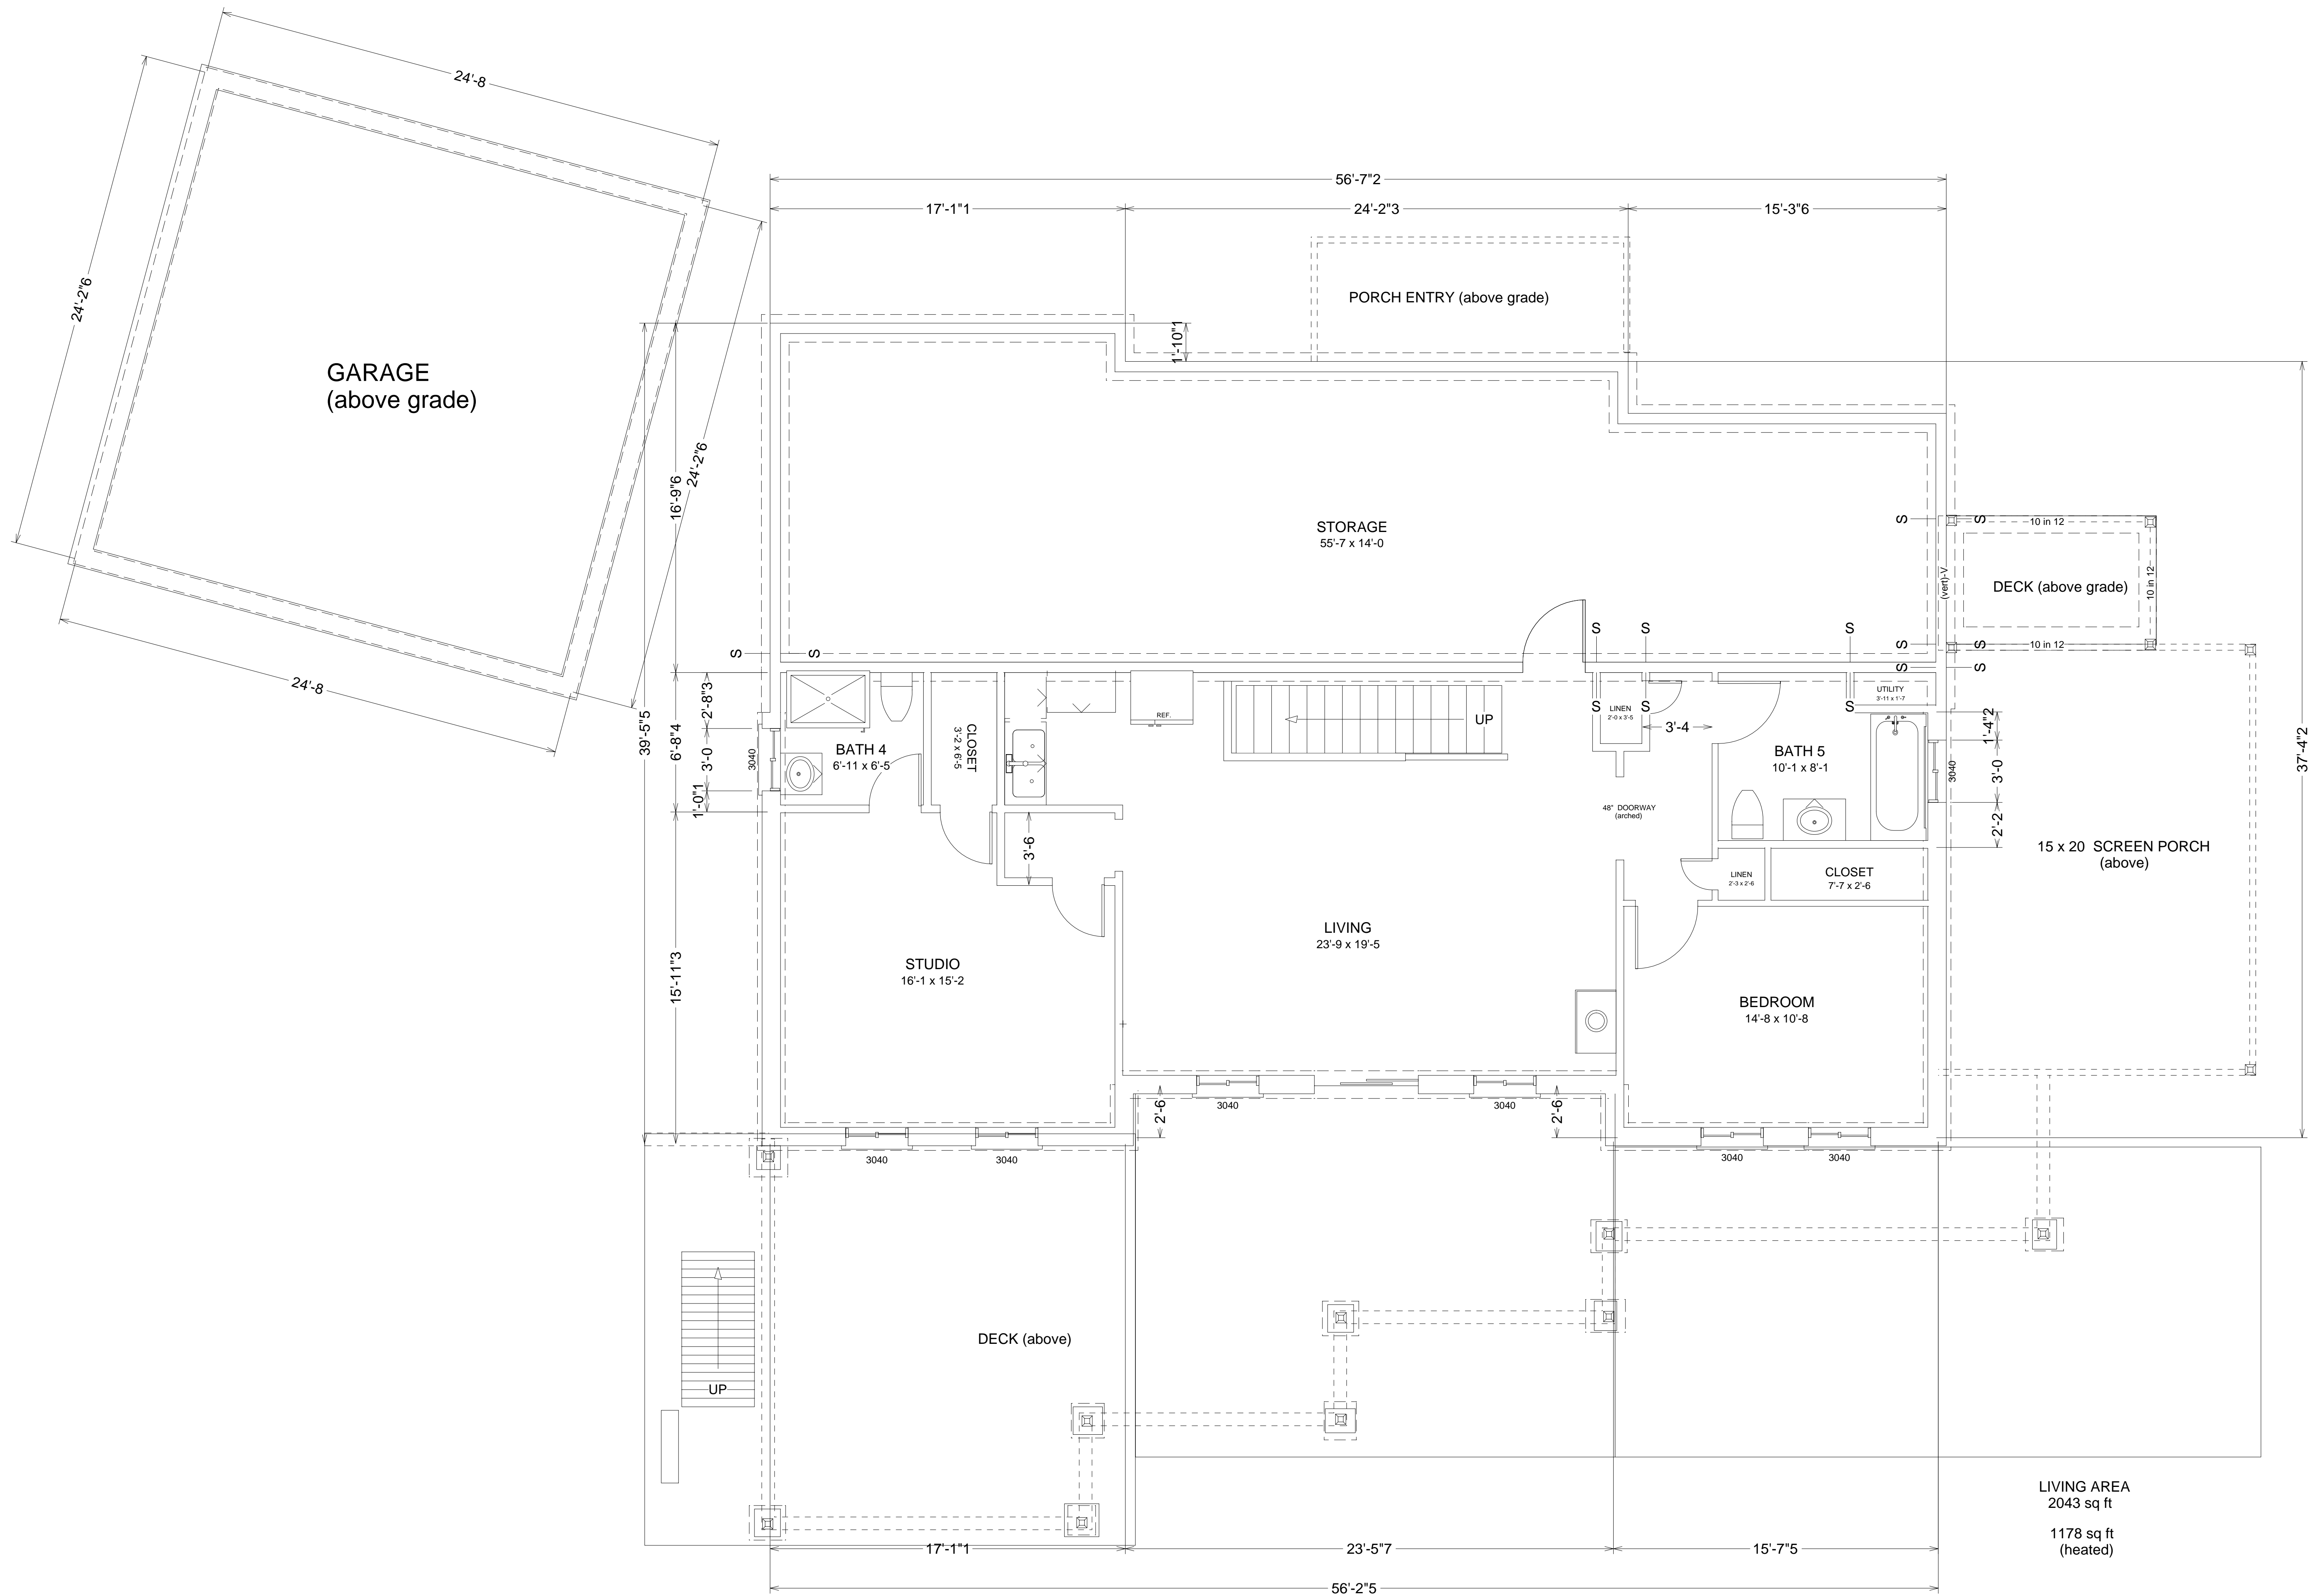 24'-8
56'-7"2
17'-1"1
24'-2"3
15'-3"6
24'-2"6
PORCH ENTRY (above grade)
1'-10"1
GARAGE
(above grade)
24'-2"6
16'-9"6
37'-4"2
STORAGE
55'-7 x 14'-0
S
S
10 in 12
(vert)-V
DECK (above grade)
10 in 12
S
S
S
S
S
S
S
10 in 12
S
S
24'-8
39'-5"5
6'-8"4
2'-8"3
3'-0
1'-0"1
3040
BATH 4
6'-11 x 6'-5
CLOSET
3'-2 x 6'-5
REF.
UP
LINEN
2'-0 x 3'-5
S
S
3'-4
S
UTILITY
3'-11 x 1'-7
BATH 5
10'-1 x 8'-1
3040
1'-4"2
3'-0
2'-2
48" DOORWAY
(arched)
3'-6
15 x 20 SCREEN PORCH
(above)
LINEN
2'-3 x 2'-6
CLOSET
7'-7 x 2'-6
LIVING
23'-9 x 19'-5
15'-11"3
STUDIO
16'-1 x 15'-2
BEDROOM
14'-8 x 10'-8
2'-6
3040
3040
2'-6
3040
3040
3040
3040
DECK (above)
UP
LIVING AREA
2043 sq ft
1178 sq ft
(heated)
17'-1"1
23'-5"7
15'-7"5
56'-2"5